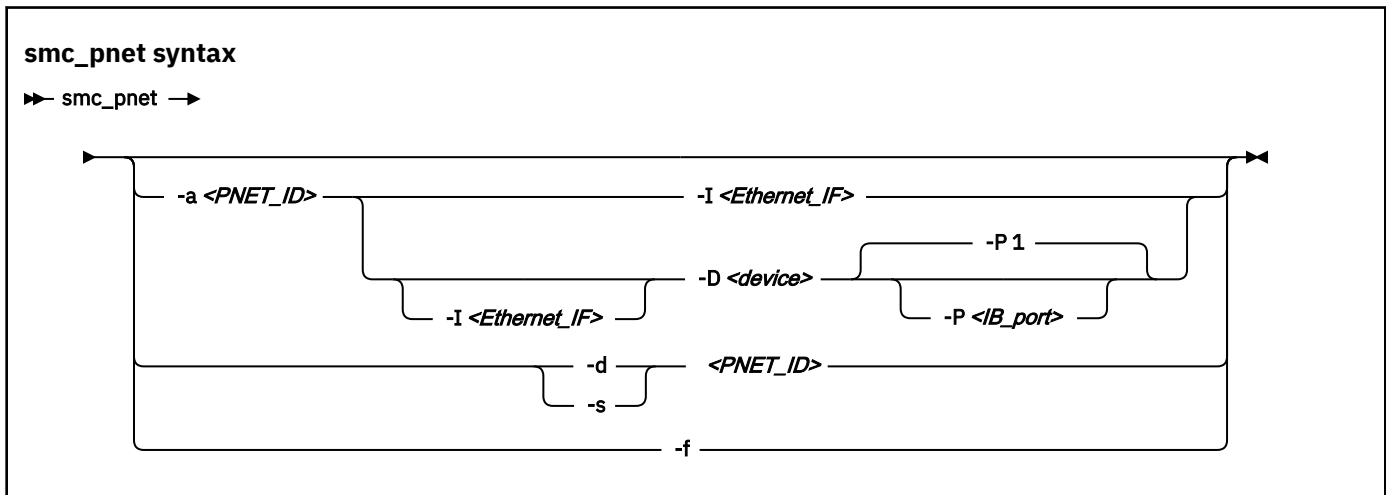 smc_pnet syntax
smc_pnet
-a <PNET_ID> -I <Ethernet_IF>
-P 1
-D <device>
-I <Ethernet_IF> -P <IB_port>
-d <PNET_ID>
-s
-f